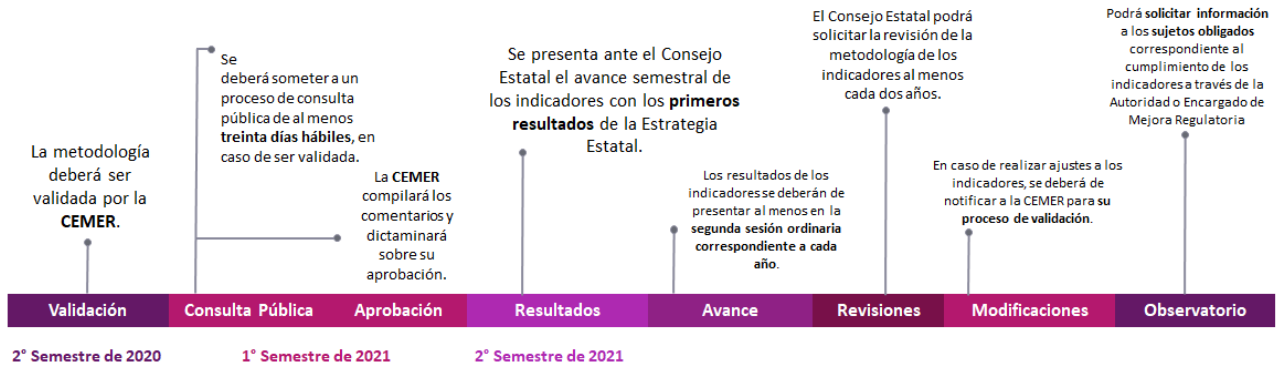 La metodología
deberá ser
validada por la
CEMER.
Se
deberá someter a un
proceso de consulta
pública de al menos
treinta días hábiles, en
caso de ser validada.
La CEMER
compilará los
comentarios y
dictaminará
sobre su
aprobación.
Se presenta ante el Consejo
Estatal el avance semestral de
los indicadores con los primeros
resultados de la Estrategia
Estatal.
Los resultados de los
indicadores se deberán de
presentar al menos en la
segunda sesión ordinaria
correspondiente a cada
año.
El Consejo Estatal podrá
solicitar la revisión de la
metodología de los
indicadores al menos
cada dos años.
En caso de realizar ajustes a los
indicadores, se deberá de
notificar a la CEMER para su
proceso de validación.
Podrá solicitar información
a los sujetos obligados
correspondiente al
cumplimiento de los
indicadores a través de la
Autoridad o Encargado de
Mejora Regulatoria
Validación
Consulta Pública
Aprobación
Resultados
Avance
Revisiones
Modificaciones
Observatorio
2° Semestre de 2020
1° Semestre de 2021
2° Semestre de 2021